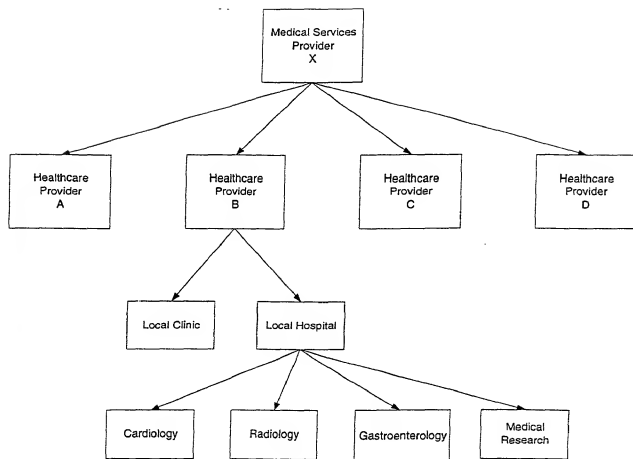 Medical Services
Provider
X
Healthcare
Provider
A
Healthcare
Provider
B
Healthcare
Provider
C
Healthcare
Provider
D
Local Clinic
Local Hospital
Cardiology
Radiology
Gastroenterology
Medical
Research